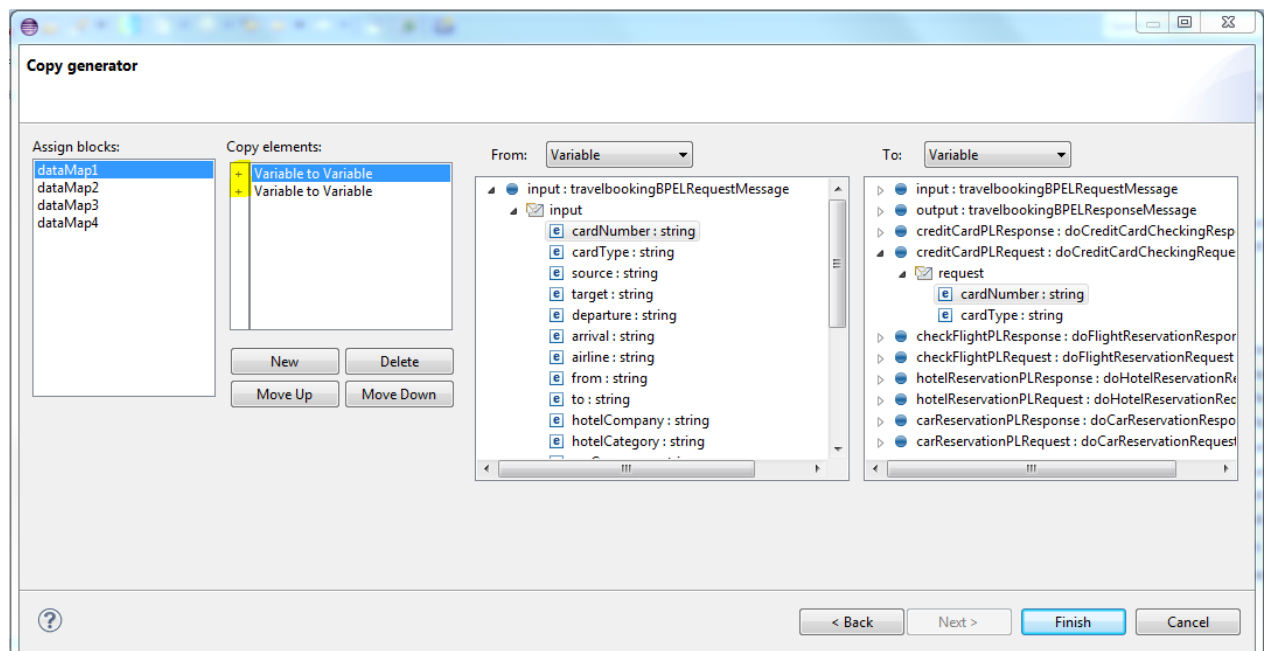 Copy generator
Assign blocks:
dataMap1
dataMap2
dataMap3
dataMap4
Copy elements:
+ Variable to Variable
+ Variable to Variable
New
Delete
Move Up
Move Down
From:
Variable
input : travelbookingBPELRequestMessage
input
e cardNumber : string
e cardType : string
e source : string
e target : string
e departure : string
e arrival : string
e airline : string
e from : string
e to : string
e hotelCompany : string
e hotelCategory : string
To:
Variable
input : travelbookingBPELRequestMessage
output : travelbookingBPELResponseMessage
creditCardPLResponse : doCreditCardCheckingResp
creditCardPLRequest : doCreditCardCheckingReque
request
e cardNumber : string
e cardType : string
checkFlightPLResponse : doFlightReservationRespor
checkFlightPLRequest : doFlightReservationRequest
hotelReservationPLResponse : doHotelReservationRe
hotelReservationPLRequest : doHotelReservationRec
carReservationPLResponse : doCarReservationRespo
carReservationPLRequest : doCarReservationRequest
?
< Back
Next >
Finish
Cancel